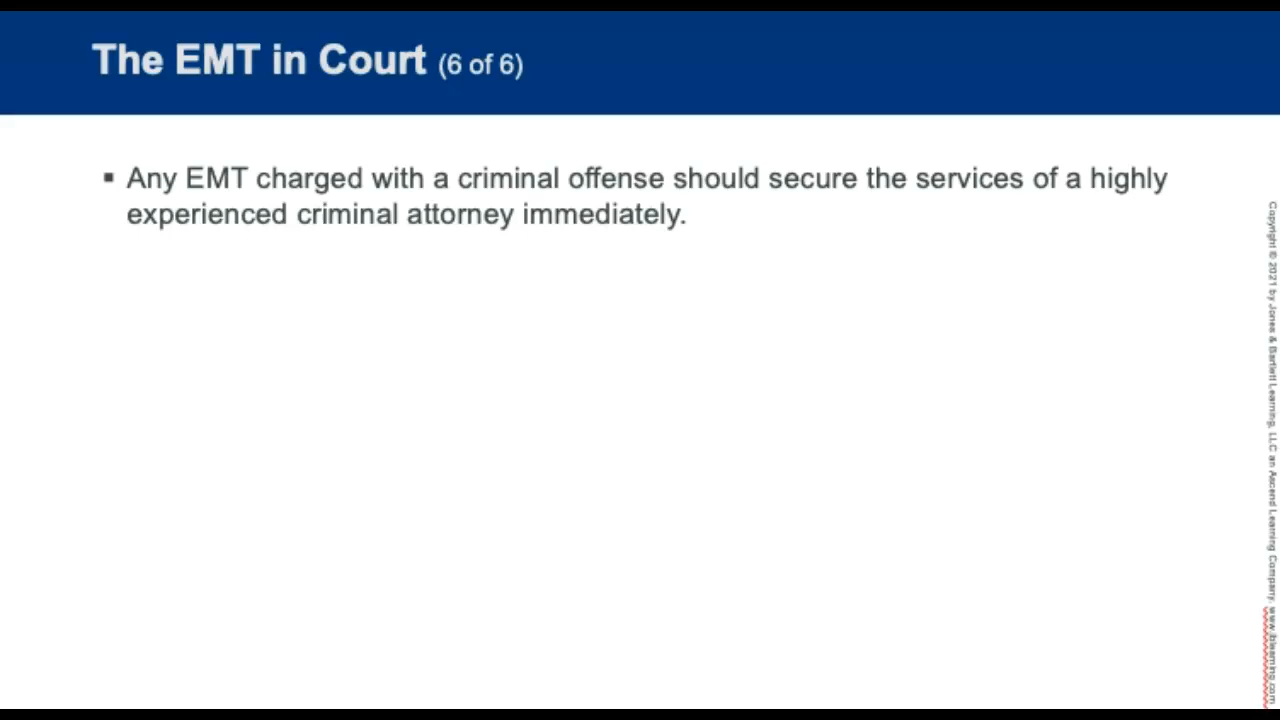 The EMT in Court (6 of 6)
▪ Any EMT charged with a criminal offense should secure the services of a highly
experienced criminal attorney immediately.
Copyright © 2021 by Jones & Bartlett Learning, LLC an Ascend Learning Company. www.jblearning.com